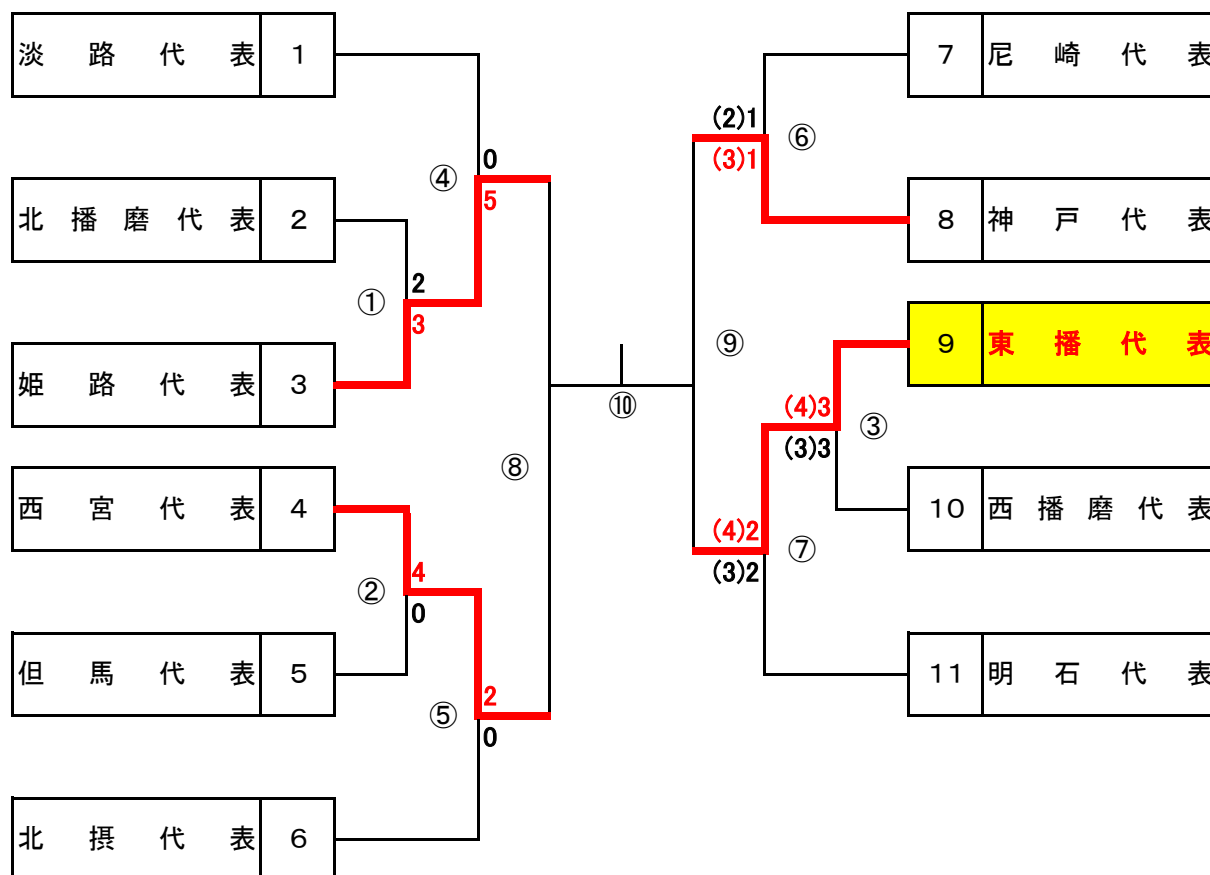 淡路代表 1
7 尼崎代表
(2)1
⑥
0
④
(3)1
5
北播磨代表 2
8 神戸代表
2
①
3
⑨
9 東播代表
姫路代表 3
⑩
(4)3
③
(3)3
⑧
西宮代表 4
10 西播磨代表
(4)2
⑦
(3)2
4
②
0
但馬代表 5
11 明石代表
2
⑤
0
北摂代表 6